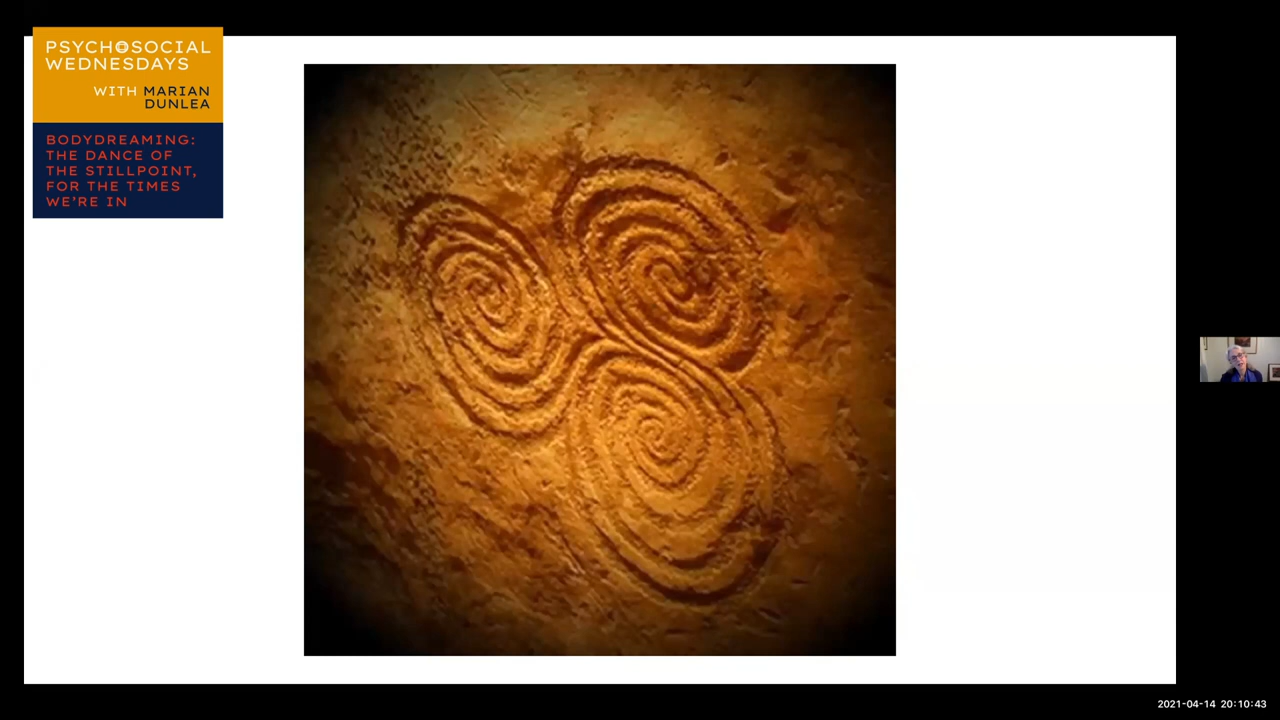 PSYCHOSOCIAL
WEDNESDAYS
WITH MARIAN
DUNLEA
BODYDREAMING:
THE DANCE OF
THE STILLPOINT,
FOR THE TIMES
WE'RE IN
2021-04-14 20:10:43